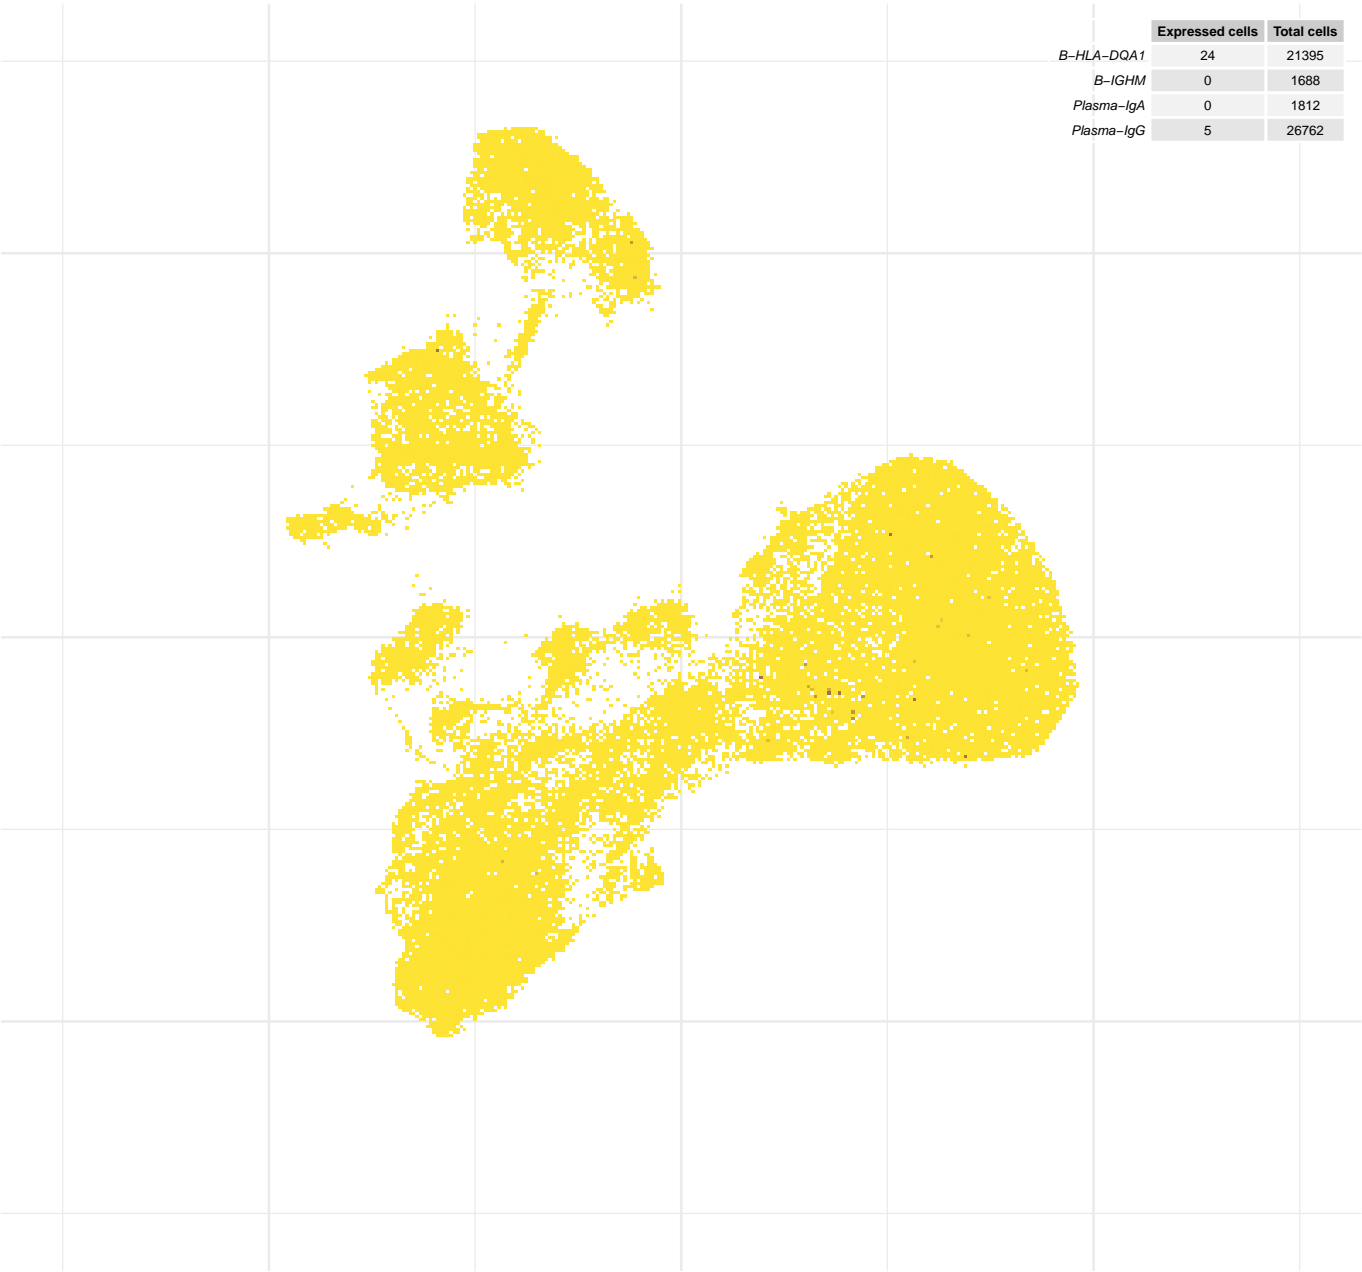 Expressed cells Total cells
B−HLA−DQA1 24 21395
B−IGHM 0 1688
Plasma−IgA 0 1812
Plasma−IgG 5 26762